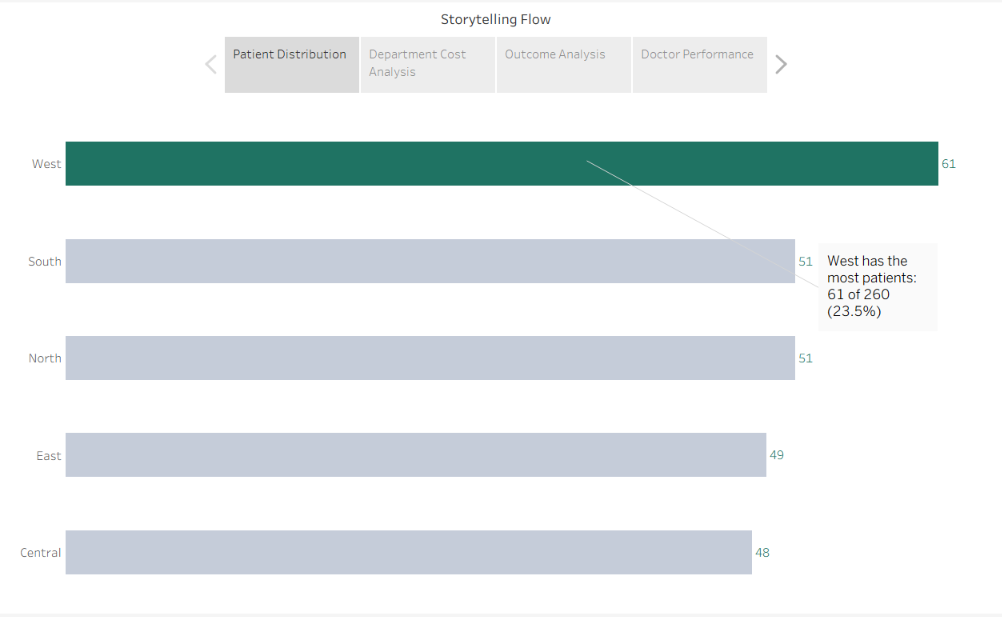 Storytelling Flow
Patient Distribution
Department Cost
Analysis
Outcome Analysis
Doctor Performance
West
61
South
51
West has the
most patients:
61 of 260
(23.5%)
North
51
East
49
Central
48